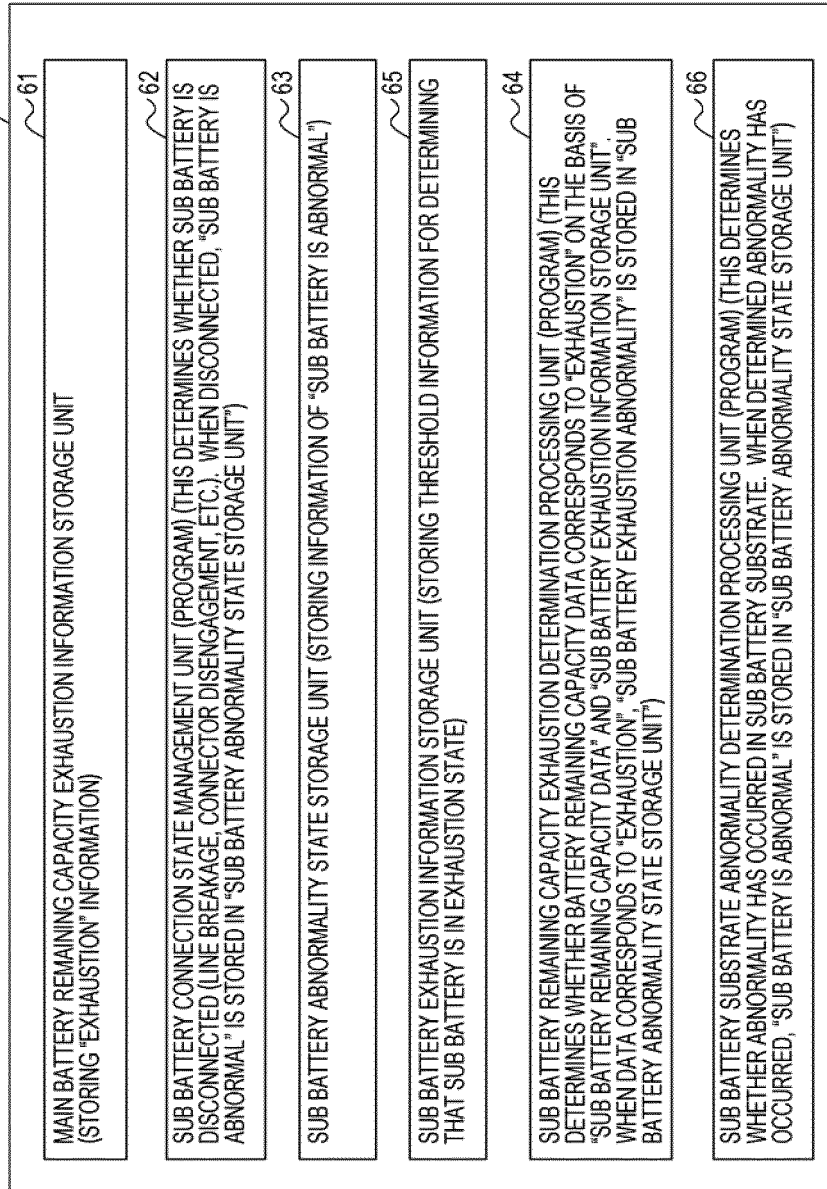 61
MAIN BATTERY REMAINING CAPACITY EXHAUSTION INFORMATION STORAGE UNIT
(STORING "EXHAUSTION" INFORMATION)
62
SUB BATTERY CONNECTION STATE MANAGEMENT UNIT (PROGRAM) (THIS DETERMINES WHETHER SUB BATTERY IS
DISCONNECTED (LINE BREAKAGE, CONNECTOR DISENGAGEMENT, ETC.). WHEN DISCONNECTED, "SUB BATTERY IS
ABNORMAL" IS STORED IN "SUB BATTERY ABNORMALITY STATE STORAGE UNIT")
63
SUB BATTERY ABNORMALITY STATE STORAGE UNIT (STORING INFORMATION OF "SUB BATTERY IS ABNORMAL")
65
SUB BATTERY EXHAUSTION INFORMATION STORAGE UNIT (STORING THRESHOLD INFORMATION FOR DETERMINING
THAT SUB BATTERY IS IN EXHAUSTION STATE)
64
SUB BATTERY REMAINING CAPACITY EXHAUSTION DETERMINATION PROCESSING UNIT (PROGRAM) (THIS
DETERMINES WHETHER BATTERY REMAINING CAPACITY DATA CORRESPONDS TO "EXHAUSTION" ON THE BASIS OF
"SUB BATTERY REMAINING CAPACITY DATA" AND "SUB BATTERY EXHAUSTION INFORMATION STORAGE UNIT".
WHEN DATA CORRESPONDS TO "EXHAUSTION", "SUB BATTERY EXHAUSTION ABNORMALITY" IS STORED IN "SUB
BATTERY ABNORMALITY STATE STORAGE UNIT")
66
SUB BATTERY SUBSTRATE ABNORMALITY DETERMINATION PROCESSING UNIT (PROGRAM) (THIS DETERMINES
WHETHER ABNORMALITY HAS OCCURRED IN SUB BATTERY SUBSTRATE. WHEN DETERMINED ABNORMALITY HAS
OCCURRED, "SUB BATTERY IS ABNORMAL" IS STORED IN "SUB BATTERY ABNORMALITY STATE STORAGE UNIT")